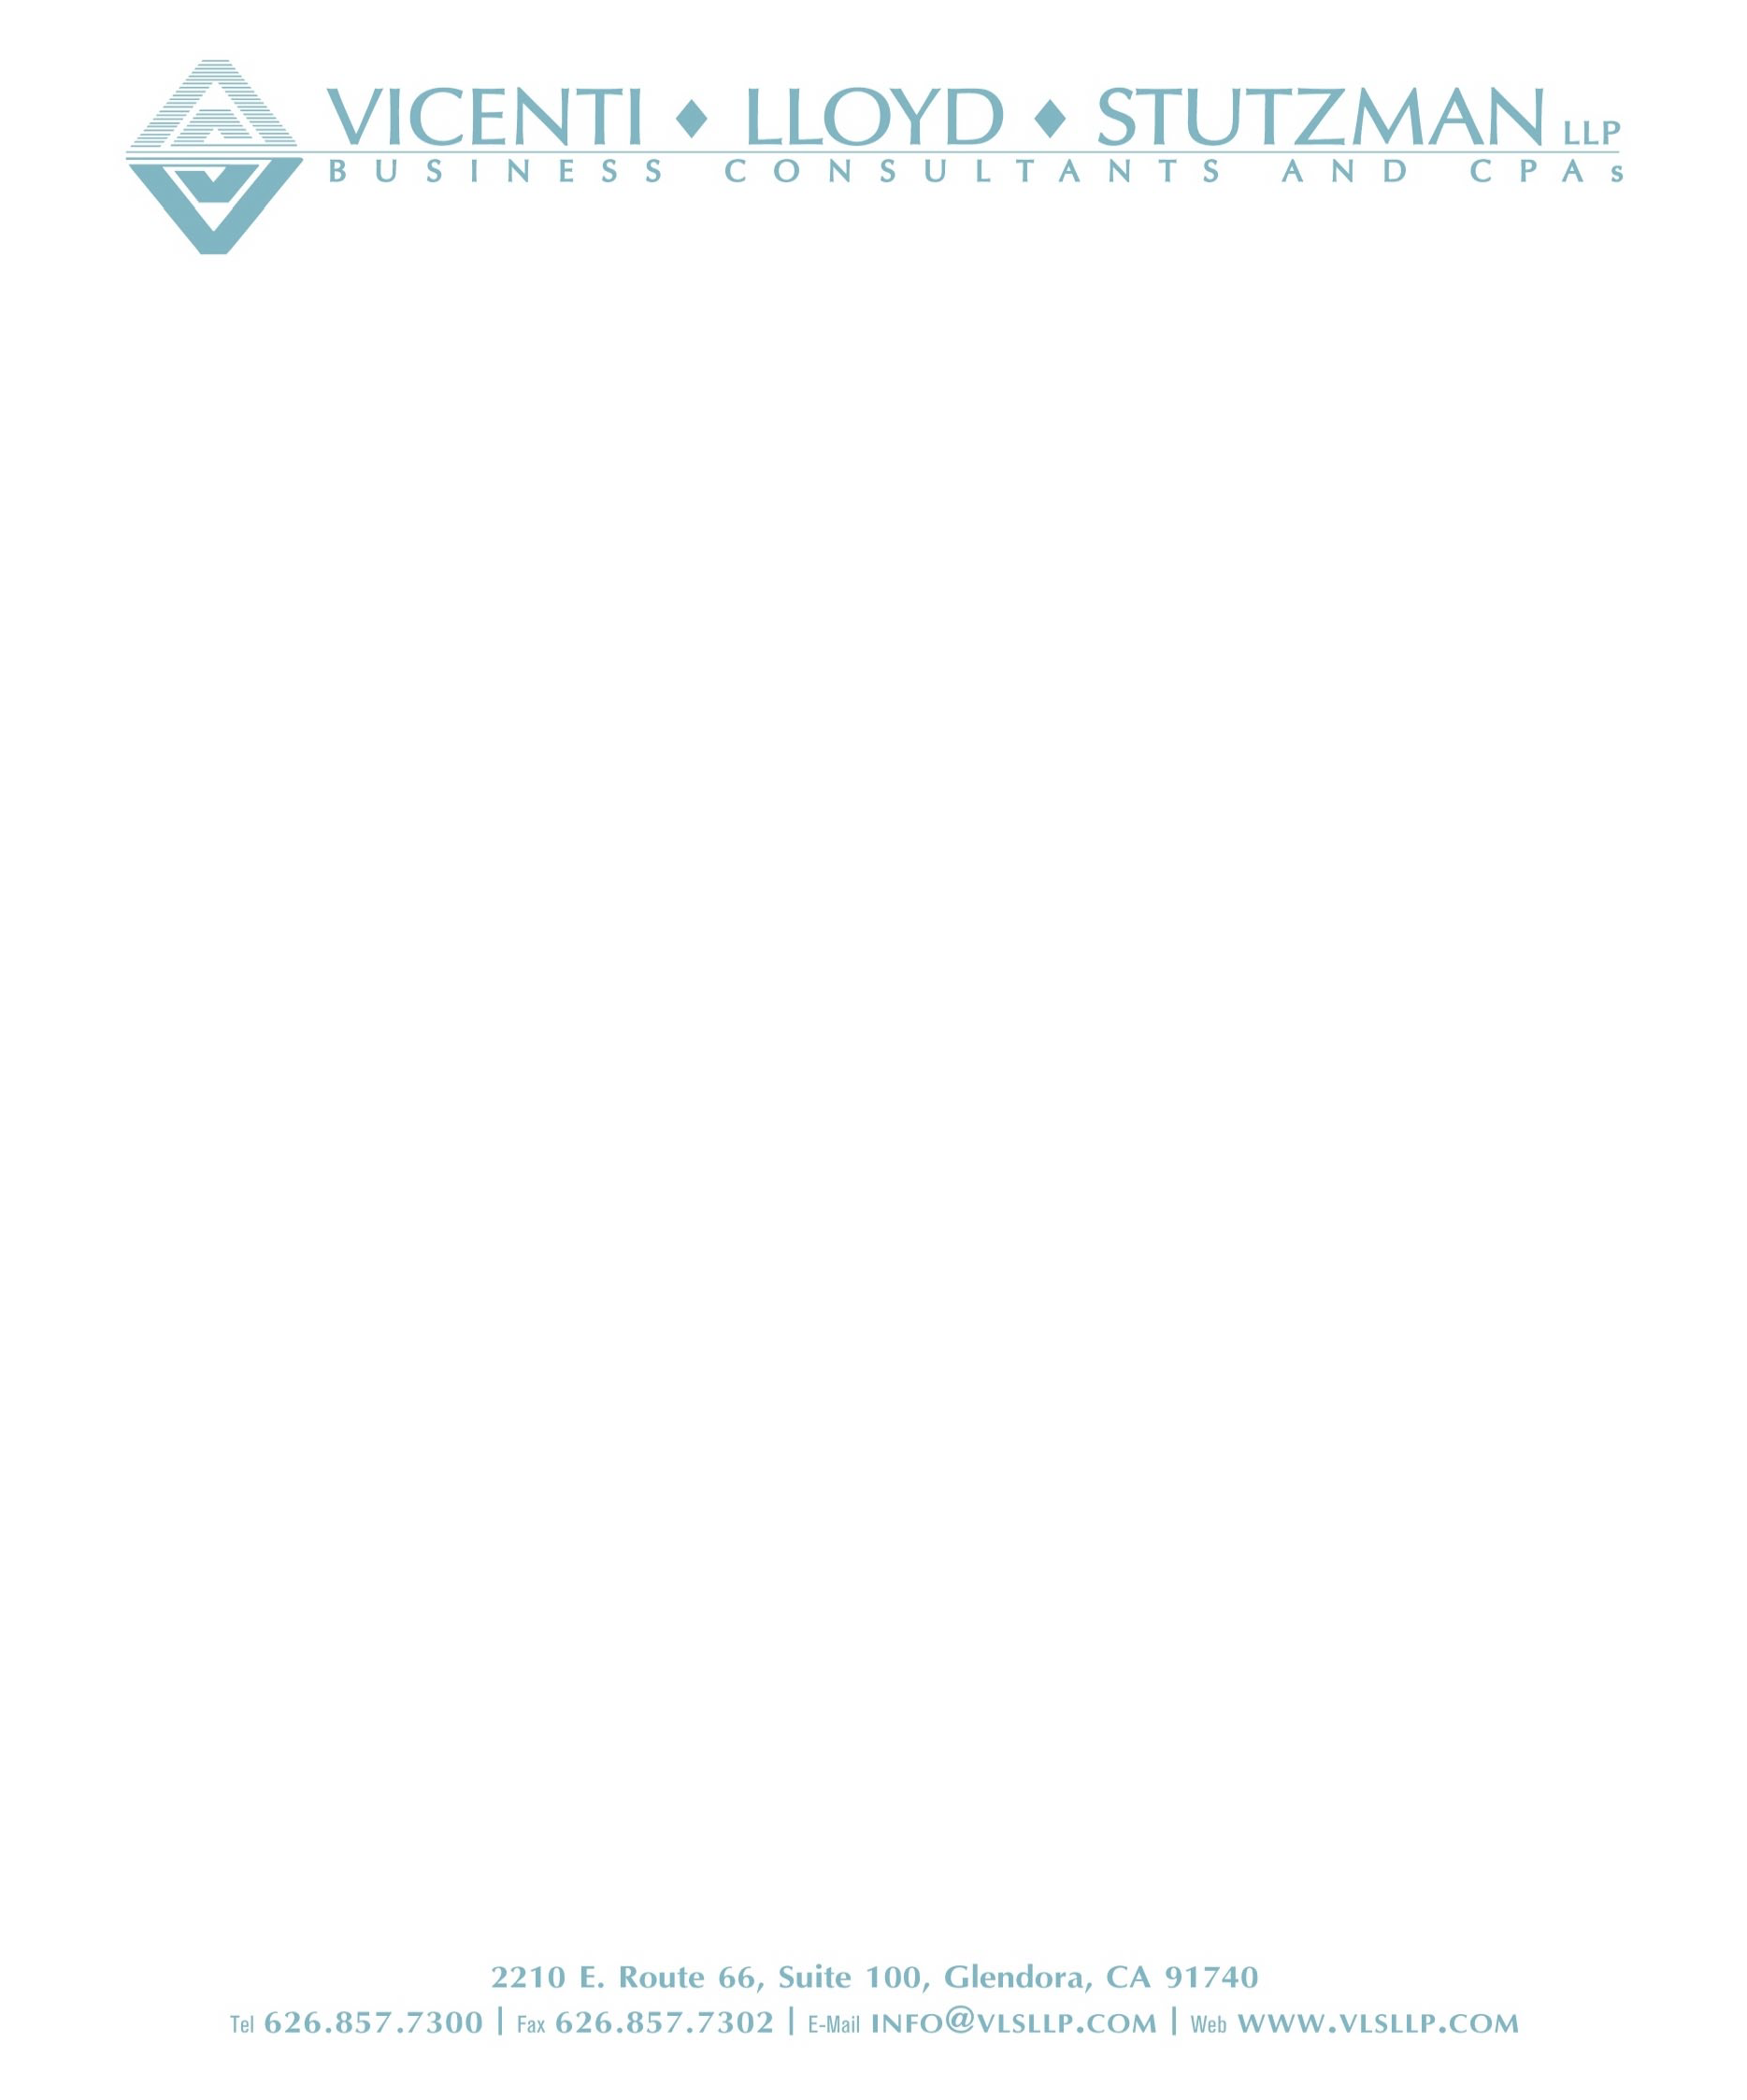 VICENTI ♦ LLOYD ♦ STUTZMAN LLP
BUSINESS CONSULTANTS AND CPAs
2210 E. Route 66, Suite 100, Glendora, CA 91740
Tel 626.857.7300 | Fax 626.857.7302 | E-Mail INFO@VLSLLP.COM | Web WWW.VLSLLP.COM